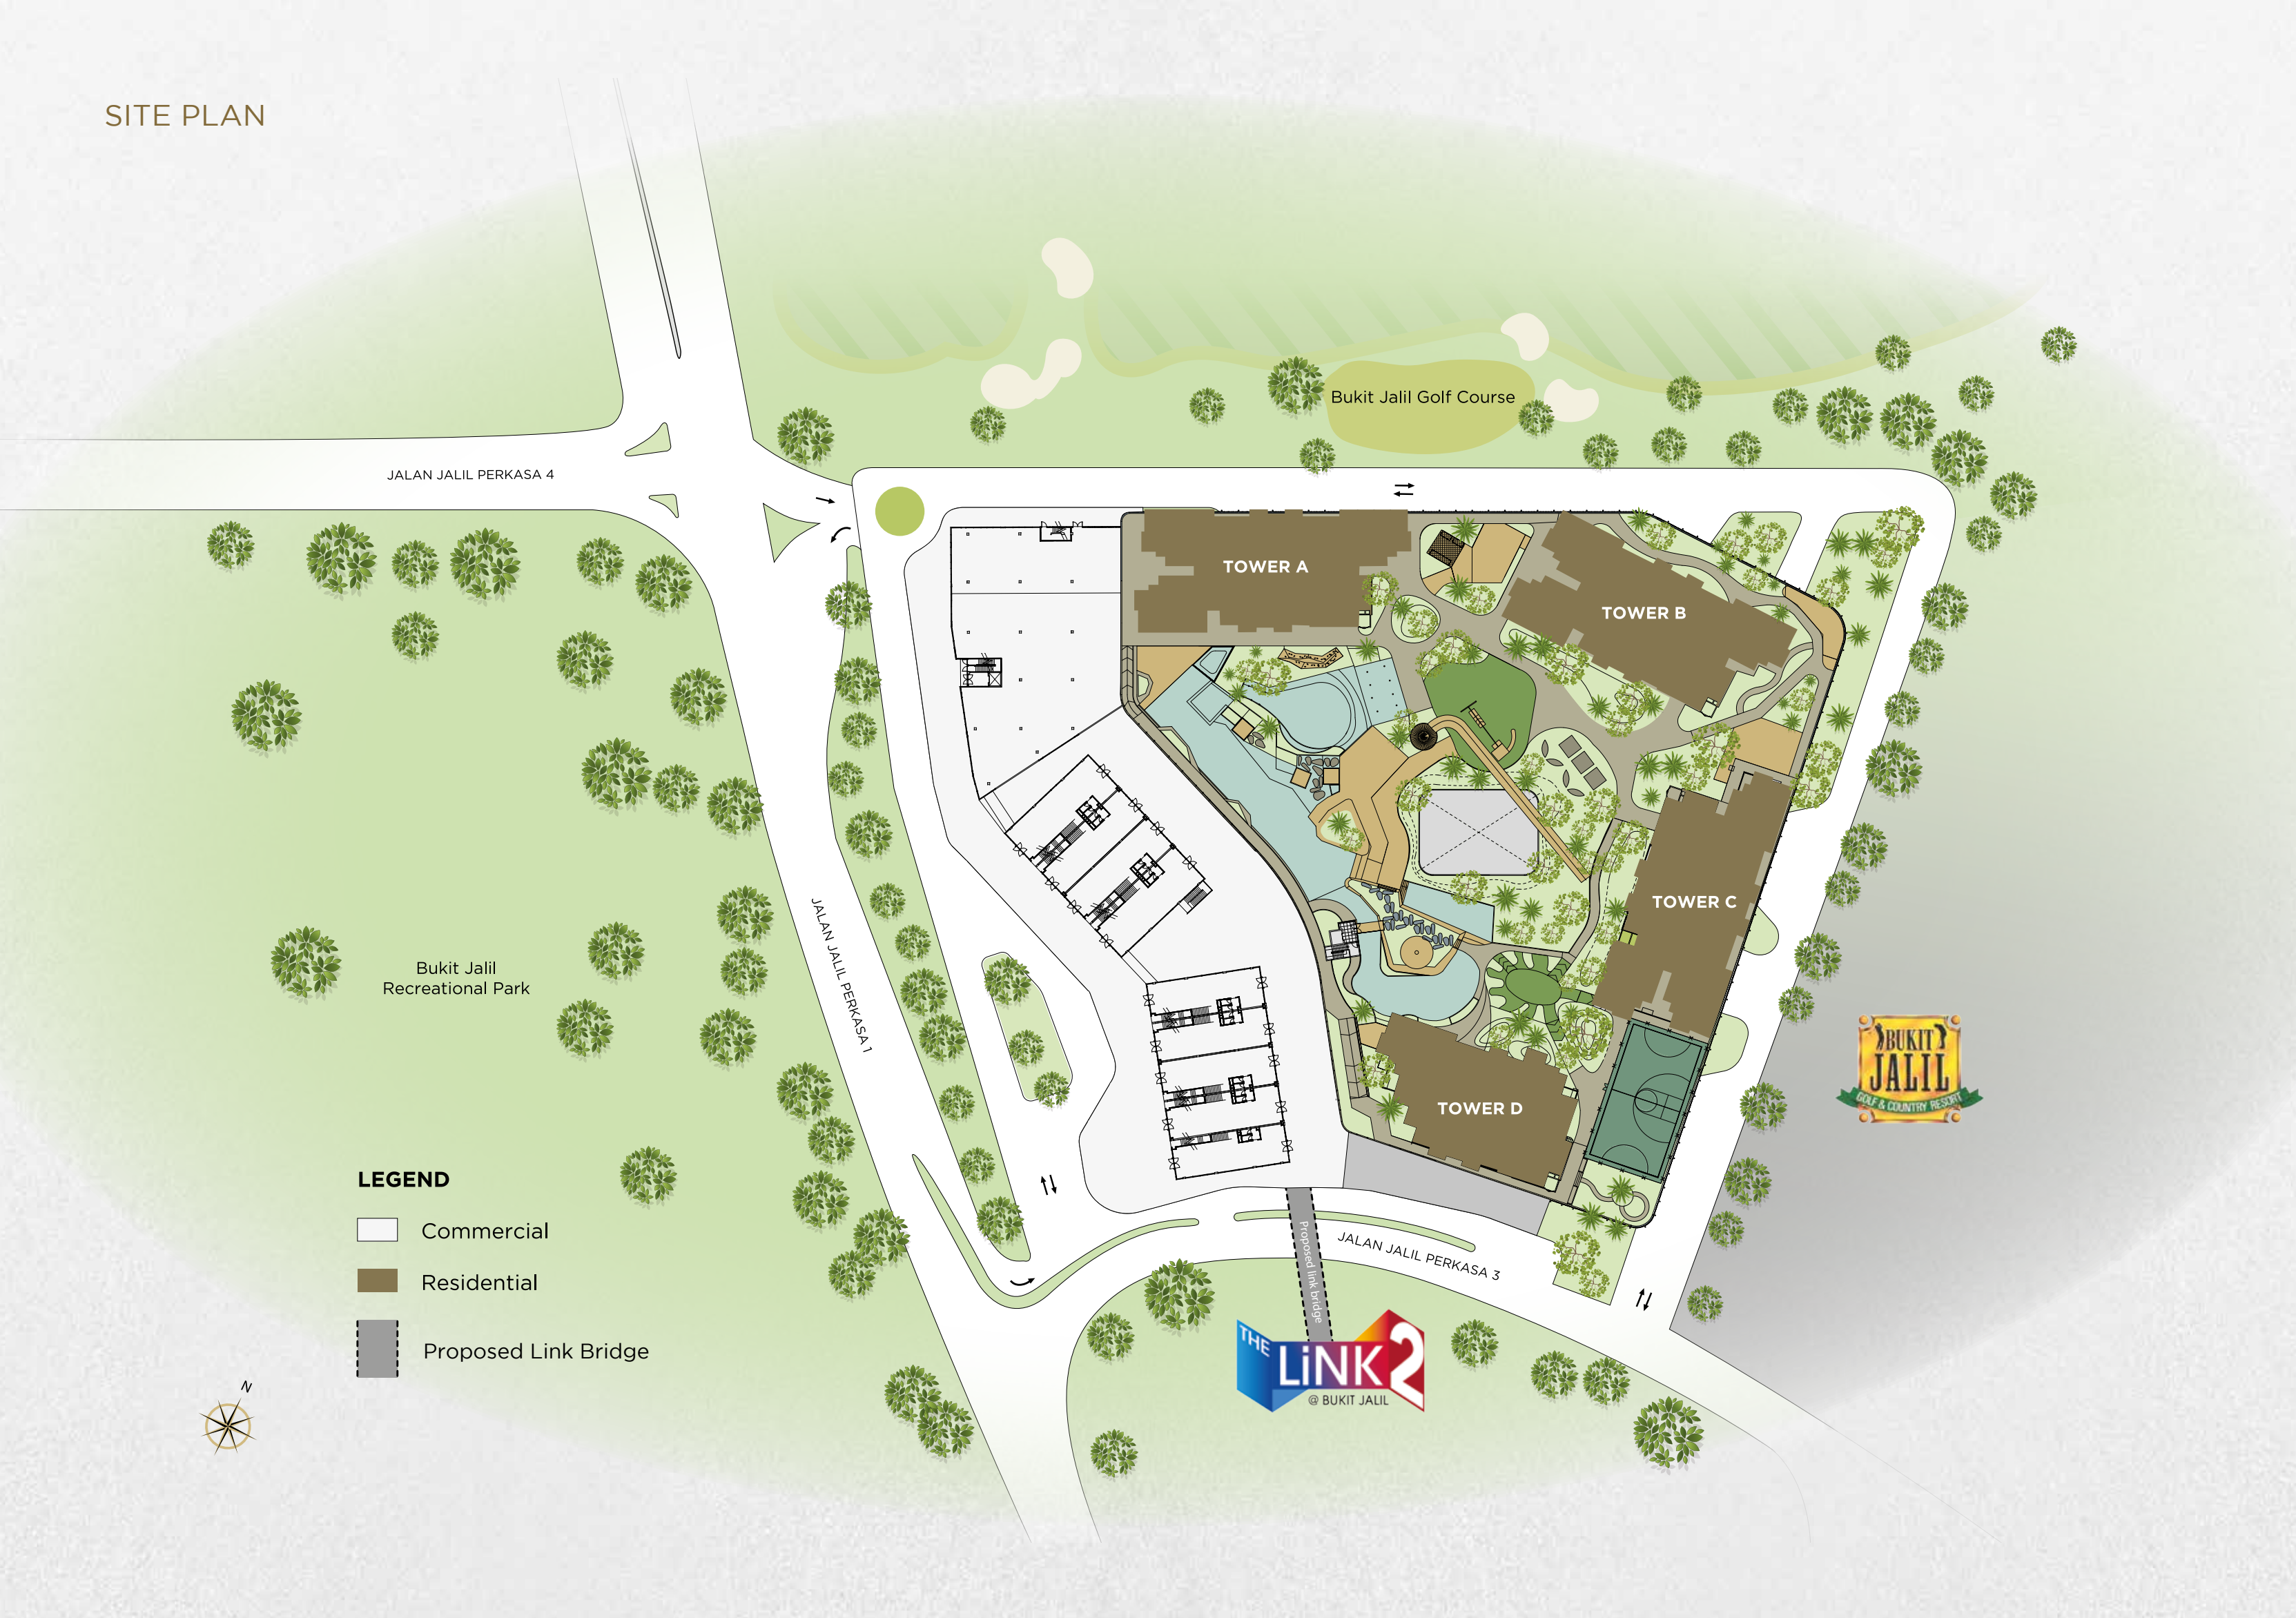 SITE PLAN
Bukit Jalil Golf Course
JALAN JALIL PERKASA 4
TOWER A
TOWER B
TOWER C
TOWER D
JALAN JALIL PERKASA 1
Bukit Jalil
Recreational Park
BUKIT
JALIL
GOLF & COUNTRY RESORT
LEGEND
Commercial
Residential
Proposed Link Bridge
N
Proposed link bridge
JALAN JALIL PERKASA 3
THE
LiNK2
@ BUKIT JALIL